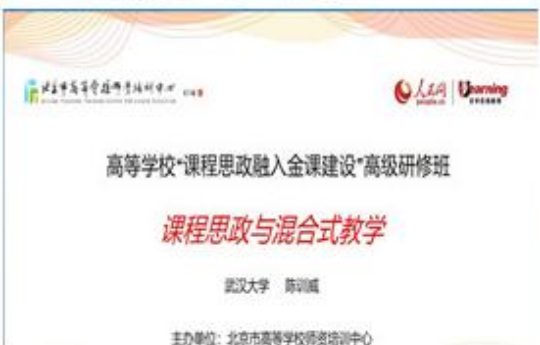 北京市高等学校师资培训中心
人民网 Ulearning
people.cn
高等学校“课程思政融入金课建设”高级研修班
课程思政与混合式教学
武汉大学 陈训威
主办单位：北京市高等学校师资培训中心